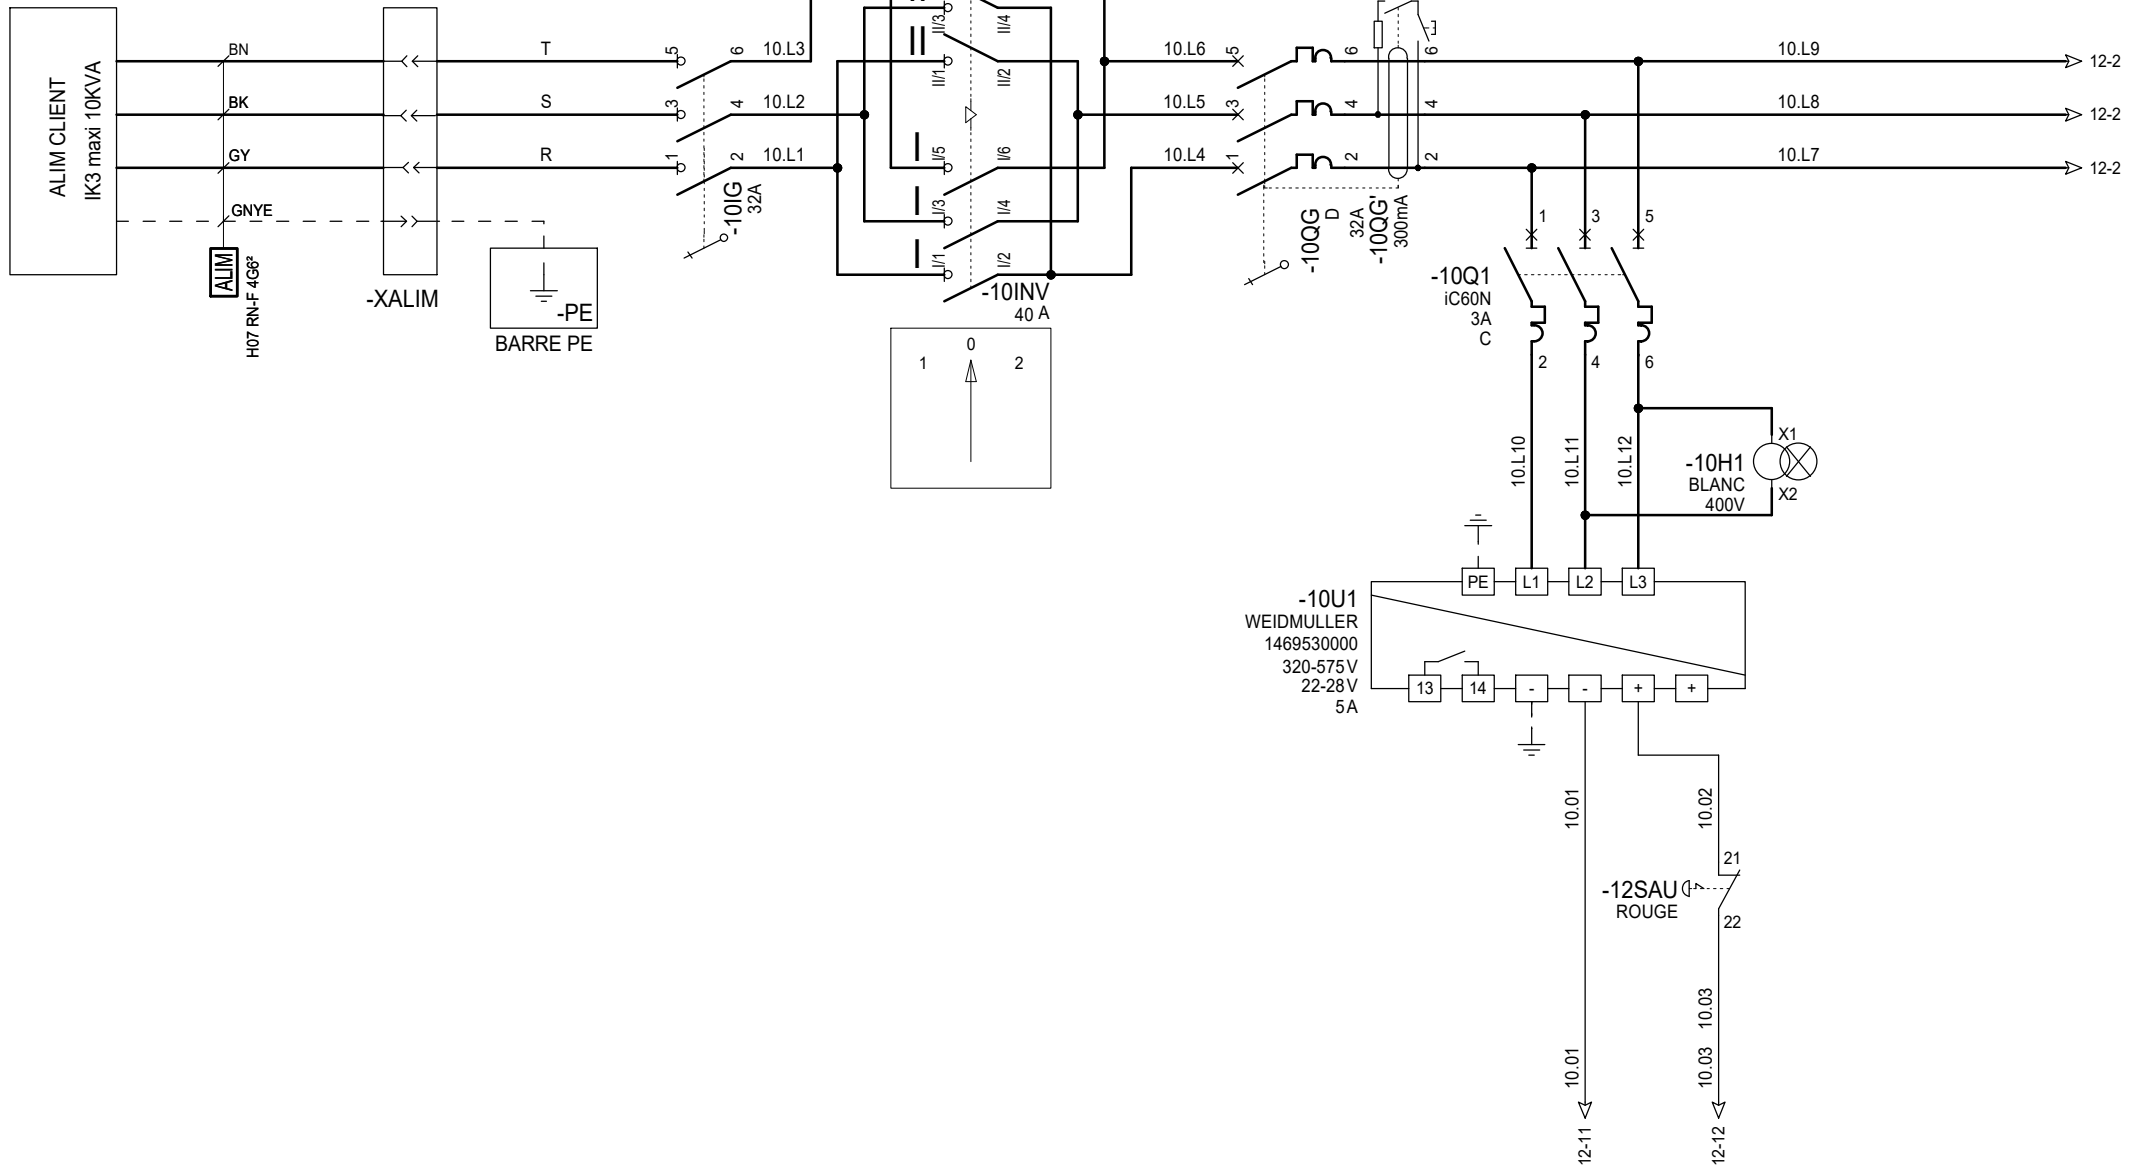 ALIM CLIENT
IK3 maxi 10KVA
BN
BK
GY
GNYE
ALIM
H07 RN-F 4G6²
-XALIM
T
S
R
-PE
BARRE PE
5
3
1
6
4
2
10.L3
10.L2
10.L1
-10IG
32A
II
I
I
I
II/3
II/1
I/5
I/3
I/1
II/4
II/2
I/6
I/4
I/2
-10INV
40 A
0
1
2
10.L6
10.L5
10.L4
5
3
1
6
4
2
6
4
2
-10QG
D
32A
-10QG'
300mA
10.L9
10.L8
10.L7
12-2
12-2
12-2
1
3
5
-10Q1
iC60N
3A
C
2
4
6
10.L10
10.L11
10.L12
X1
-10H1
BLANC
400V
X2
PE
L1
L2
L3
-10U1
WEIDMULLER
1469530000
320-575V
22-28V
5A
13
14
-
-
+
+
10.01
10.02
21
-12SAU
ROUGE
22
10.03
10.01
10.03
12-11
12-12